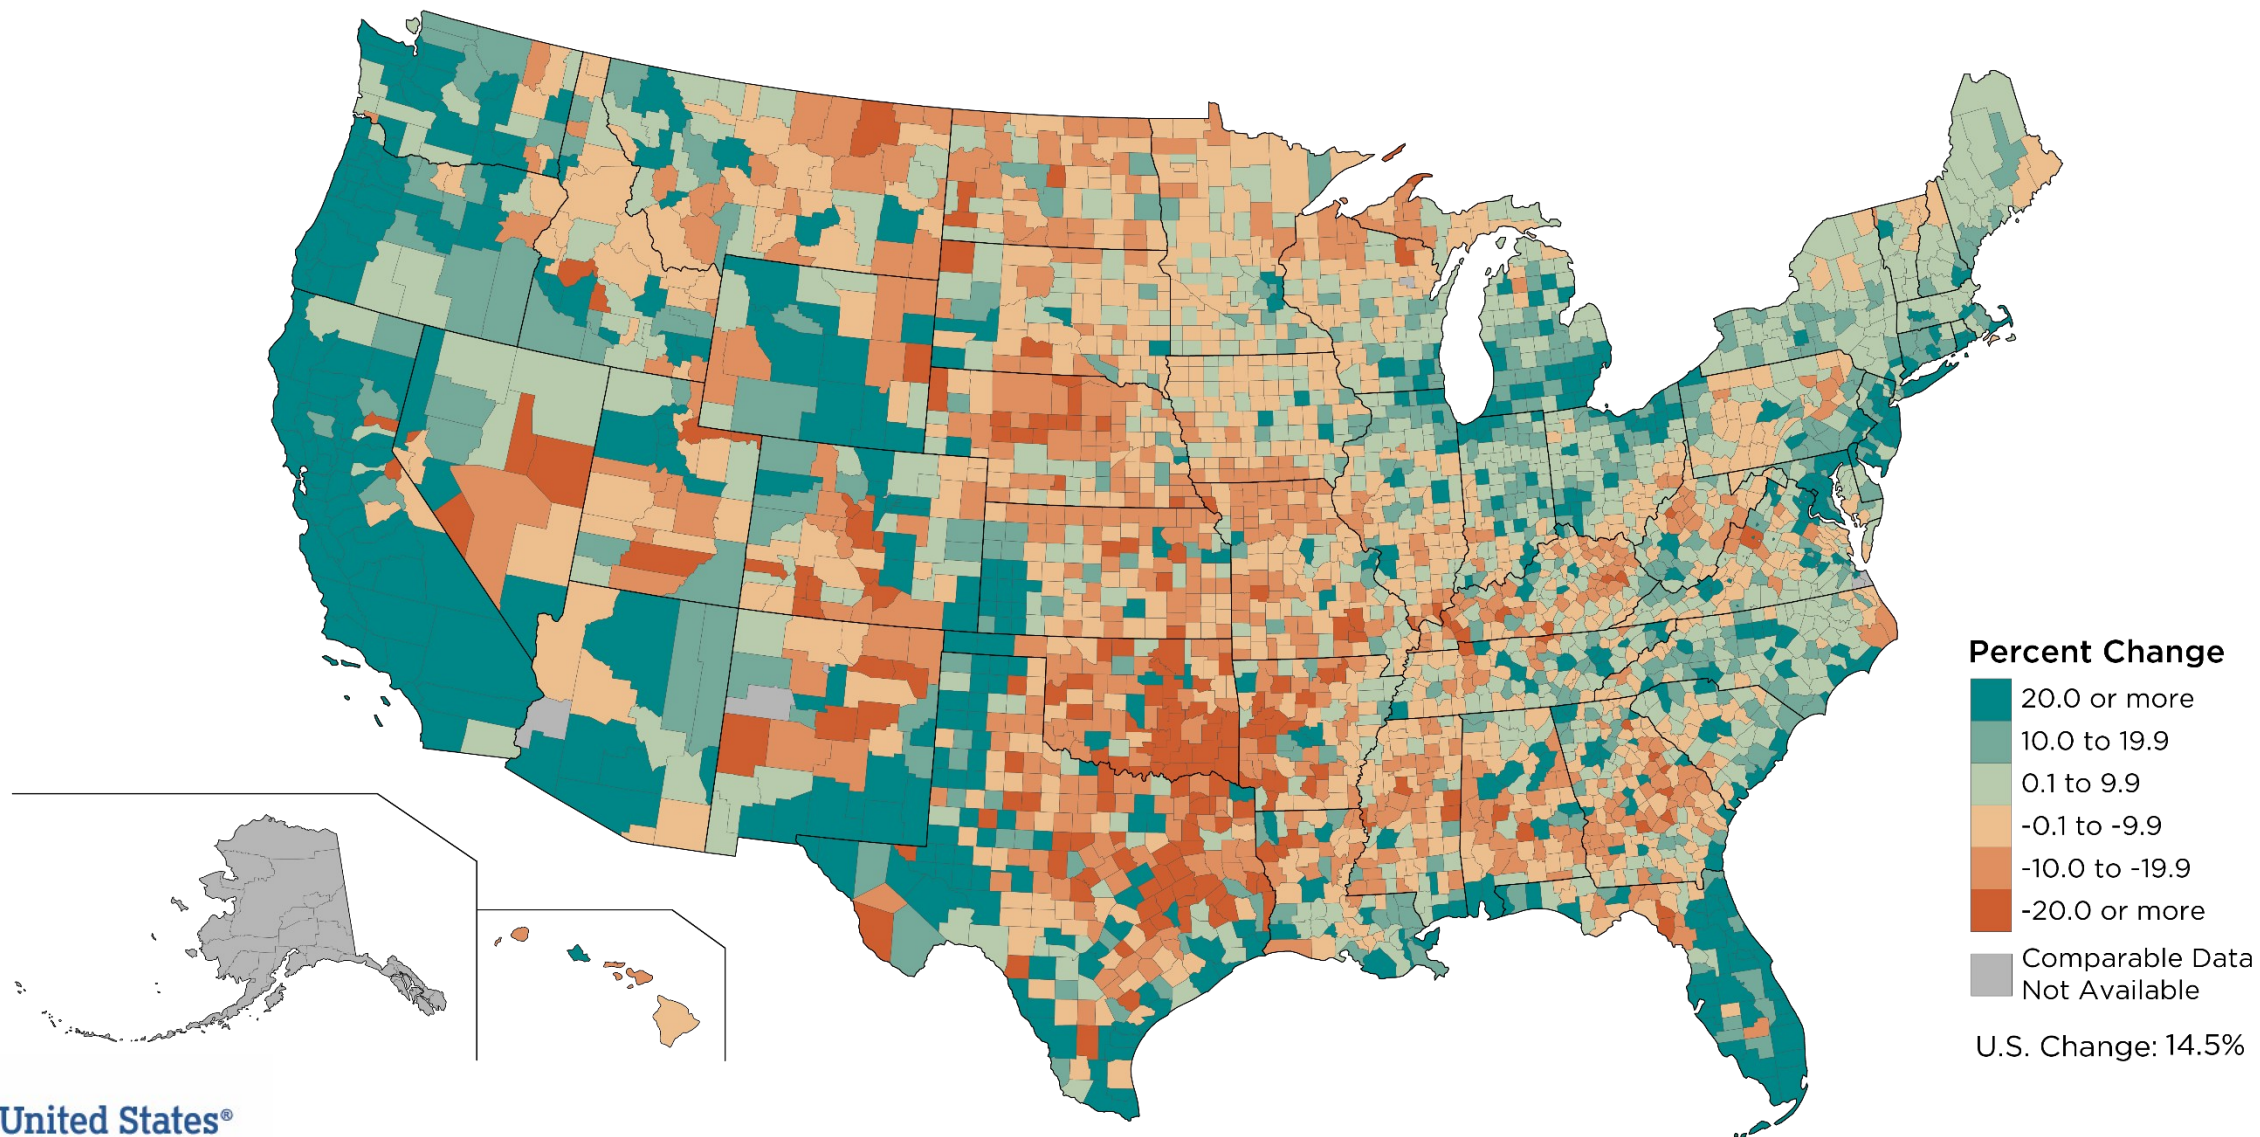 Percent Change
20.0 or more
10.0 to 19.9
0.1 to 9.9
-0.1 to -9.9
-10.0 to -19.9
-20.0 or more
Comparable Data
Not Available
U.S. Change: 14.5%
United States®